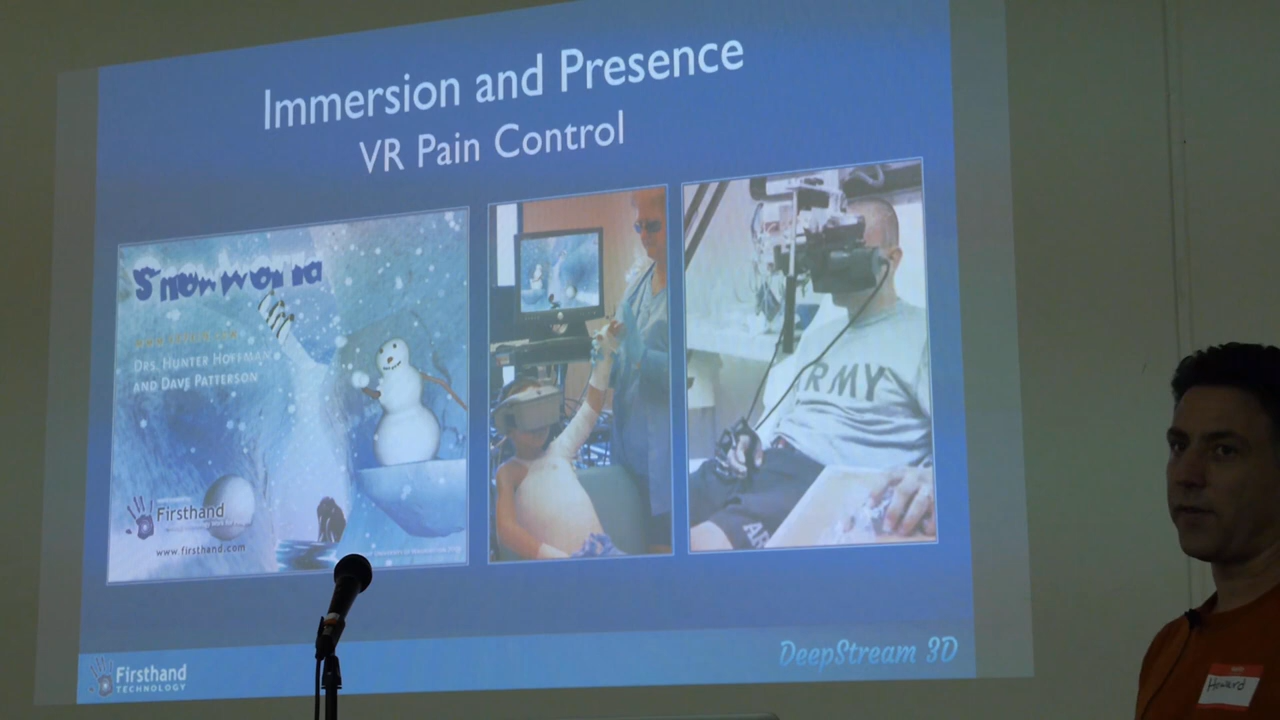 Immersion and Presence
VR Pain Control
Snowworld
DRS. HUNTER HOFFMAN
AND DAVE PATTERSON
Firsthand
www.firsthand.com
ARMY
Firsthand
TECHNOLOGY
DeepStream 3D
Howard